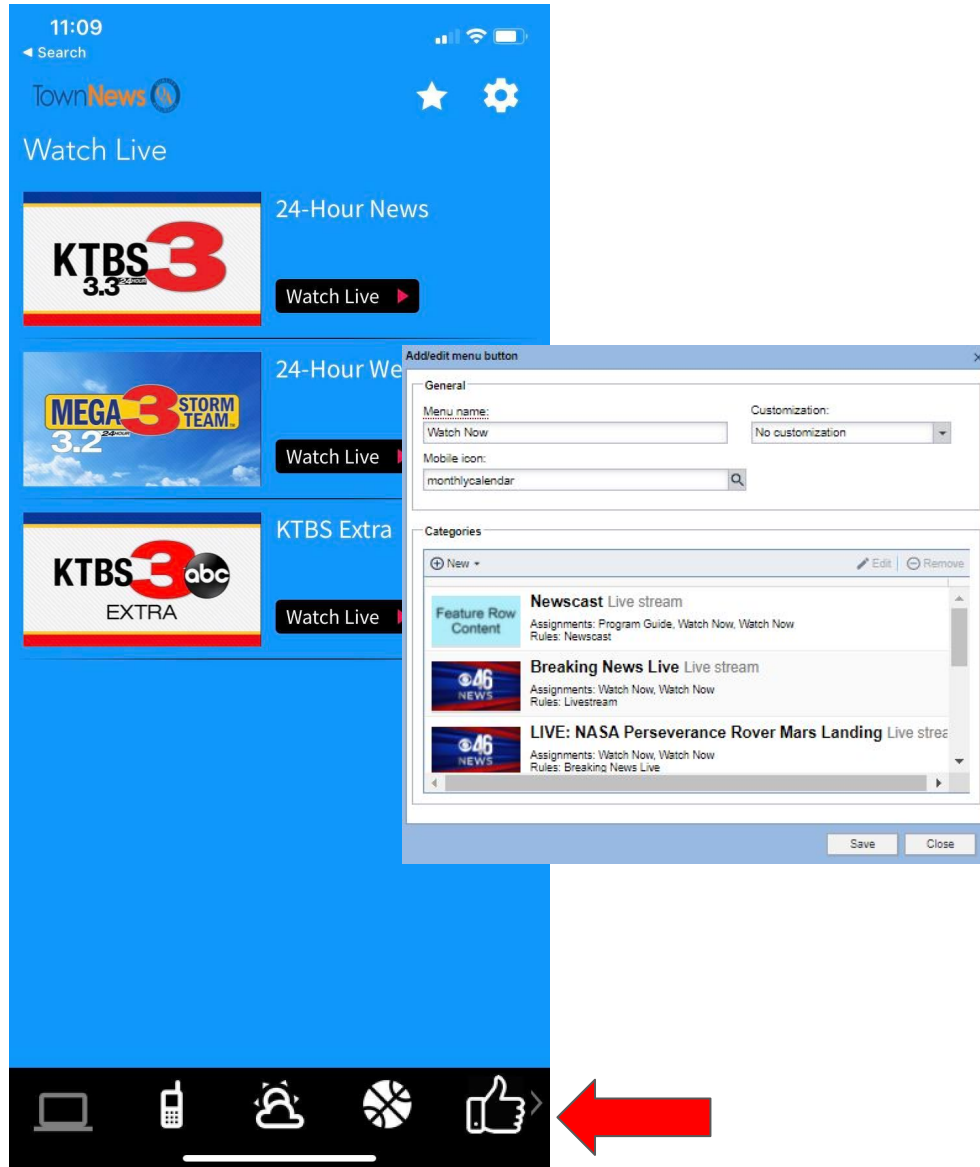 11:09
◀ Search
TownNews
Watch Live
KTBS 3
3.3 24HOUR
24-Hour News
Watch Live
MEGA 3 STORM TEAM
3.2 24HOUR
24-Hour We
Watch Live
KTBS 3 abc
EXTRA
KTBS Extra
Watch Live
Add/edit menu button
General
Menu name:
Customization:
Watch Now
No customization
Mobile icon:
monthlycalendar
Categories
New
Edit
Remove
Feature Row
Content
Newscast Live stream
Assignments: Program Guide, Watch Now, Watch Now
Rules: Newscast
46
NEWS
Breaking News Live Live stream
Assignments: Watch Now, Watch Now
Rules: Livestream
46
NEWS
LIVE: NASA Perseverance Rover Mars Landing Live strea
Assignments: Watch Now, Watch Now
Rules: Breaking News Live
Save
Close